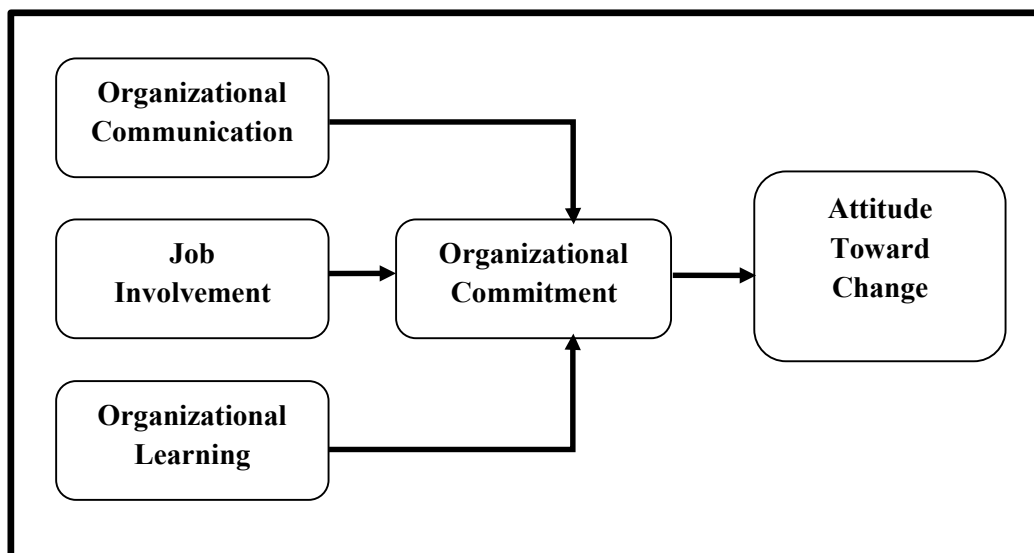 Organizational
Communication
Job
Involvement
Organizational
Learning
Organizational
Commitment
Attitude
Toward
Change